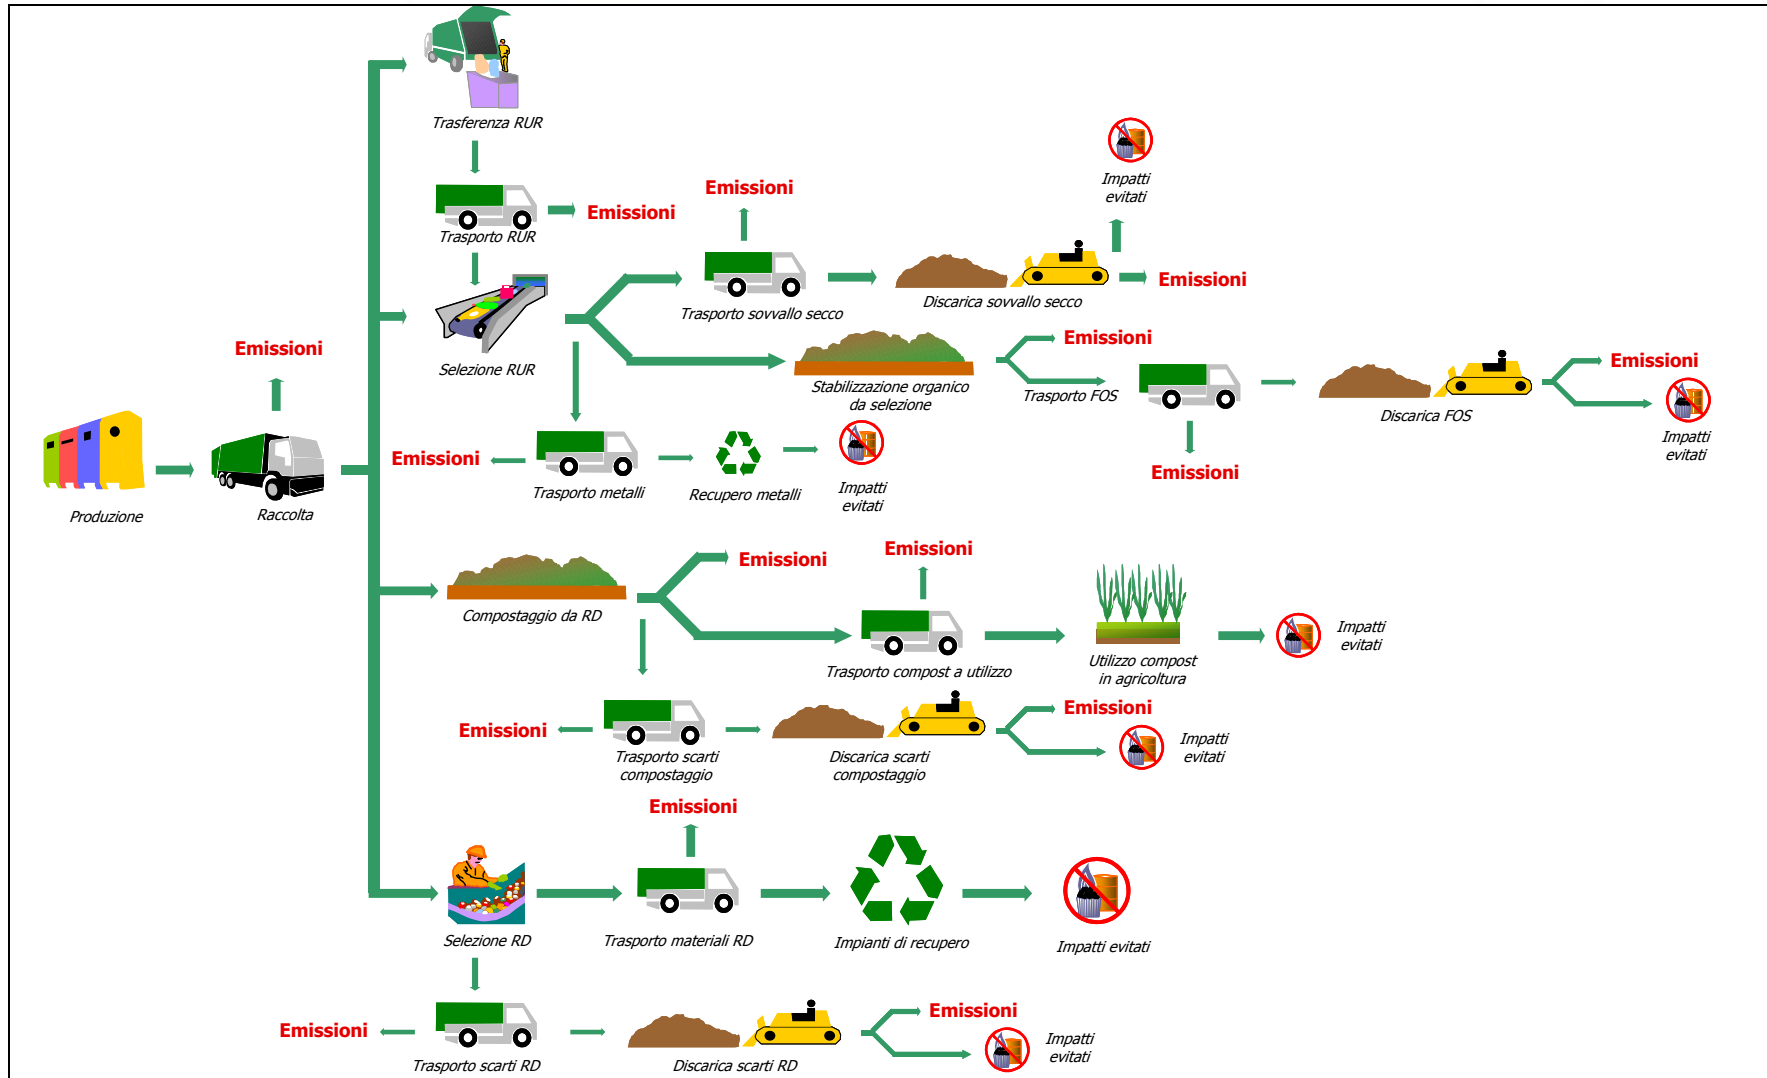 Trasferenza RUR
Trasporto RUR
Emissioni
Emissioni
Impatti
evitati
Trasporto sovvallo secco
Discarica sovvallo secco
Emissioni
Emissioni
Selezione RUR
Stabilizzazione organico
da selezione
Emissioni
Trasporto FOS
Discarica FOS
Emissioni
Impatti
evitati
Emissioni
Produzione
Raccolta
Emissioni
Emissioni
Trasporto metalli
Recupero metalli
Impatti
evitati
Compostaggio da RD
Emissioni
Emissioni
Trasporto compost a utilizzo
Utilizzo compost
in agricoltura
Impatti
evitati
Emissioni
Trasporto scarti
compostaggio
Discarica scarti
compostaggio
Emissioni
Impatti
evitati
Emissioni
Selezione RD
Trasporto materiali RD
Impianti di recupero
Impatti evitati
Emissioni
Trasporto scarti RD
Discarica scarti RD
Emissioni
Impatti
evitati